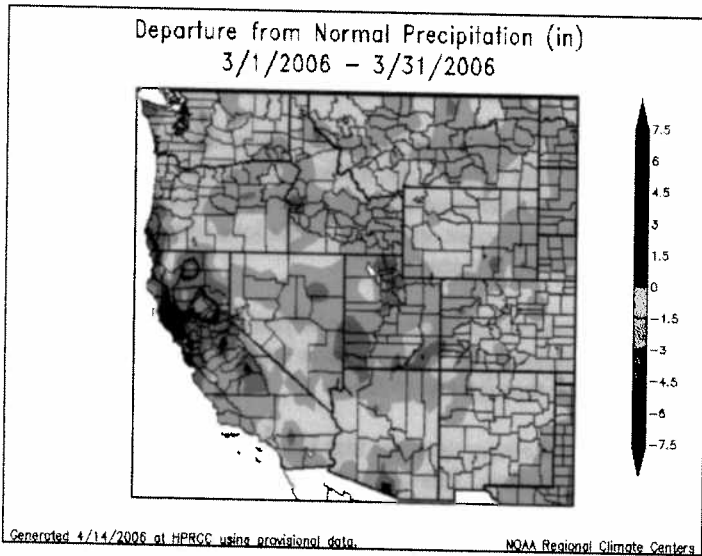 Departure from Normal Precipitation (in)
3/1/2006 – 3/31/2006
7.5
6
4.5
3
1.5
0
−1.5
−3
−4.5
−6
−7.5
Generated 4/14/2006 at HPRCC using provisional data.
NOAA Regional Climate Centers